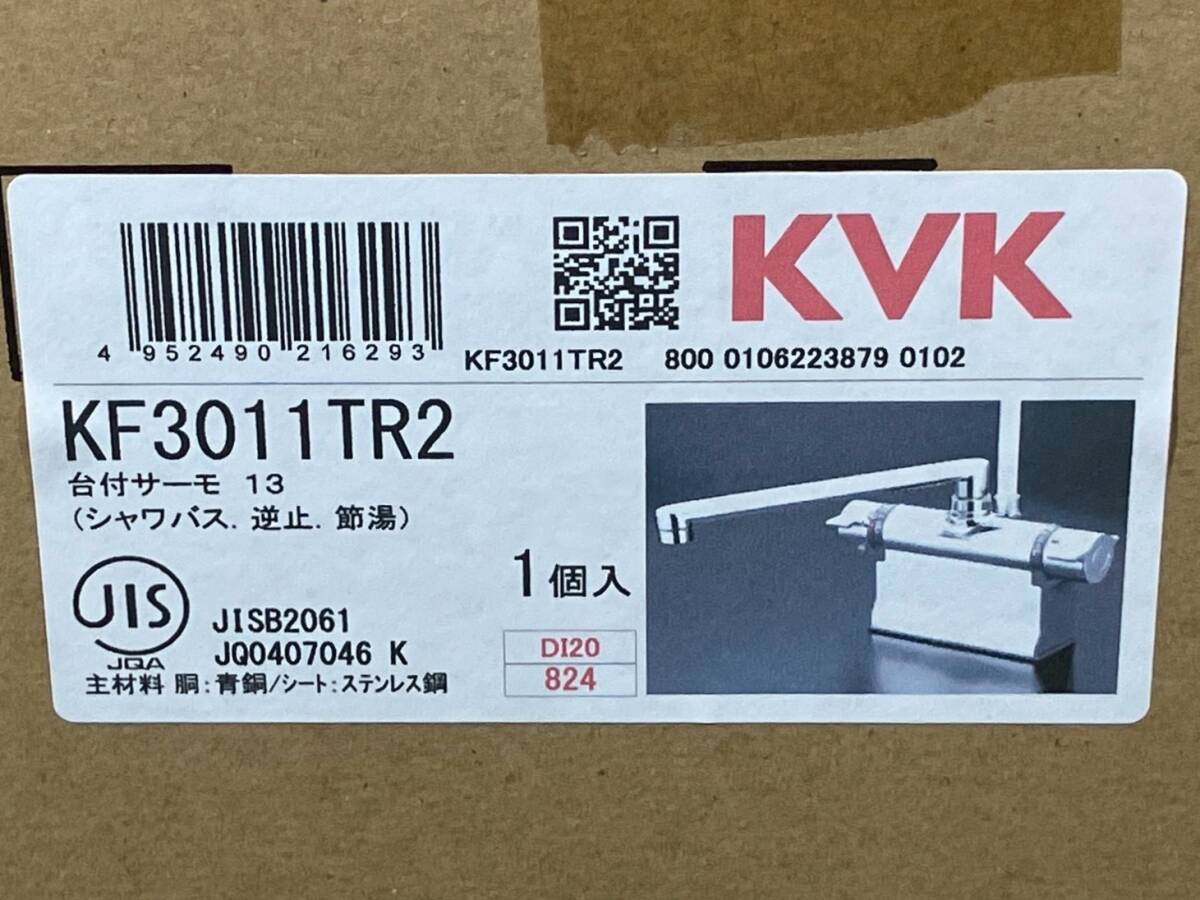 KVK
4 952490 216293
KF3011TR2 800 0106223879 0102
KF3011TR2
台付サーモ 13
（シャワバス．逆止．節湯）
1個入
JIS
JQA
JISB2061
JQ0407046 K
主材料 胴：青銅/シート：ステンレス鋼
DI20
824